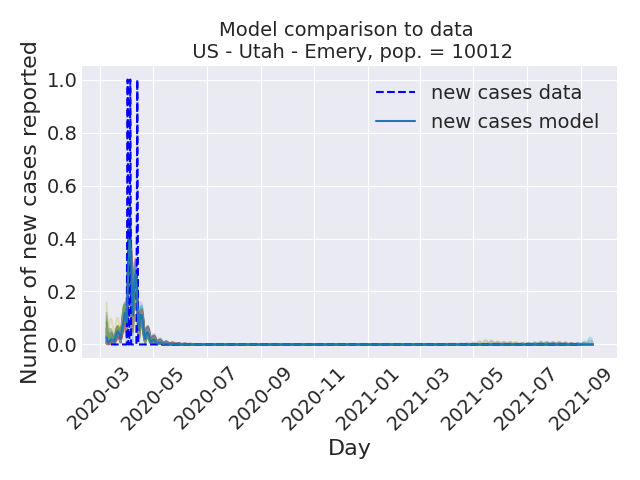 Model comparison to data
US - Utah - Emery, pop. = 10012
new cases data
new cases model
Number of new cases reported
1.0
0.8
0.6
0.4
0.2
0.0
2020-03
2020-05
2020-07
2020-09
2020-11
2021-01
2021-03
2021-05
2021-07
2021-09
Day